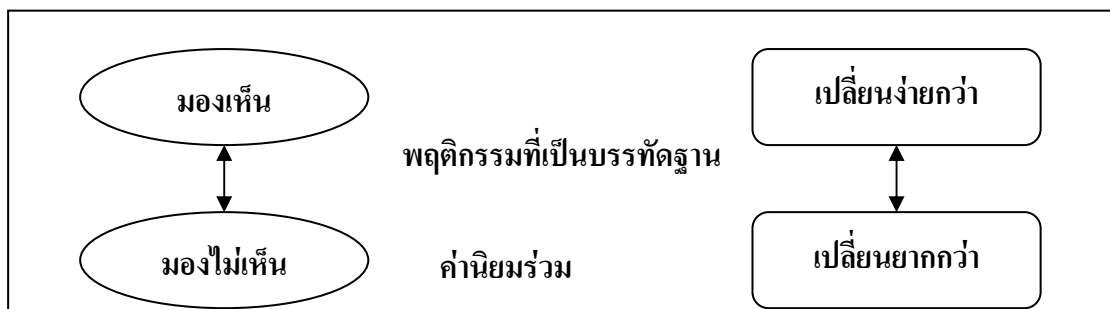 มองเห็น
เปลี่ยนง่ายกว่า
พฤติกรรมที่เป็นบรรทัดฐาน
มองไม่เห็น
ค่านิยมร่วม
เปลี่ยนยากกว่า